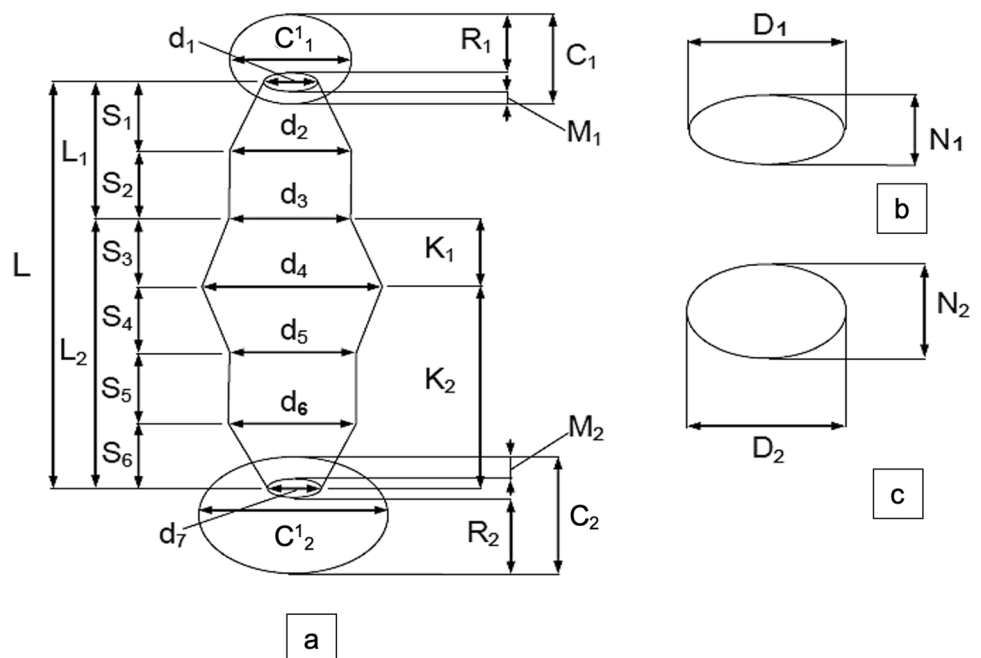 d₁
C¹₁
R₁
C₁
M₁
L
L₁
S₁
d₂
S₂
d₃
S₃
K₁
d₄
L₂
S₄
d₅
K₂
S₅
d₆
S₆
M₂
d₇
C¹₂
R₂
C₂
a
D₁
N₁
b
N₂
D₂
c